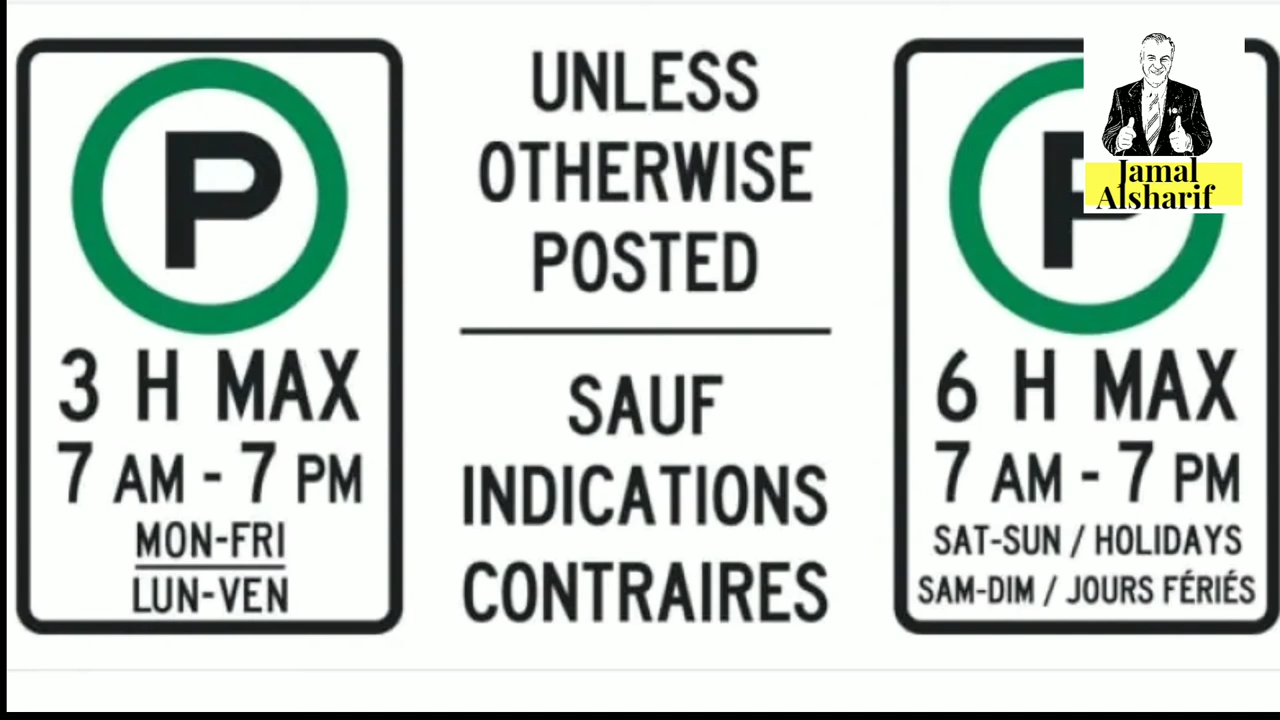 P
3 H MAX
7 AM - 7 PM
MON-FRI
LUN-VEN
UNLESS
OTHERWISE
POSTED
SAUF
INDICATIONS
CONTRAIRES
P
6 H MAX
7 AM - 7 PM
SAT-SUN / HOLIDAYS
SAM-DIM / JOURS FÉRIÉS
Jamal
Alsharif